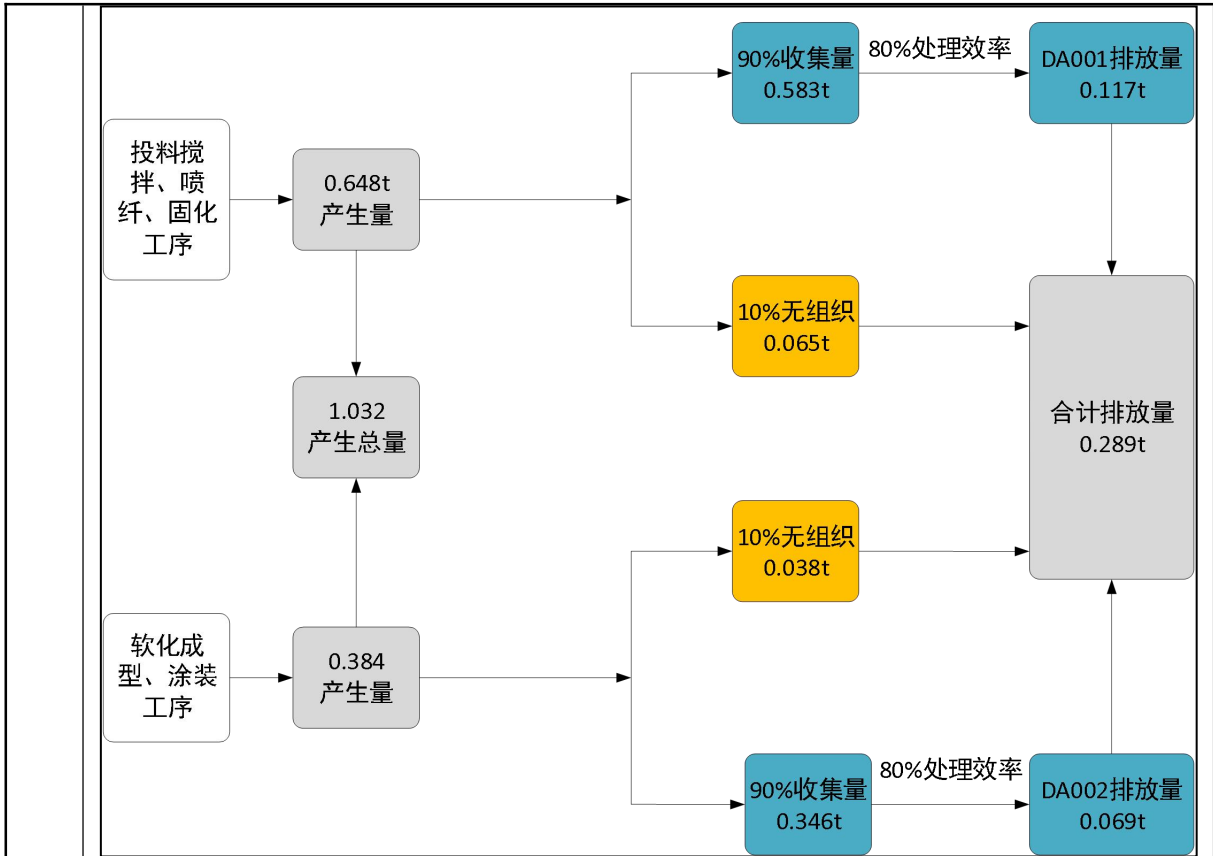 90%收集量
0.583t
80%处理效率
DA001排放量
0.117t
投料搅
拌、喷
纤、固化
工序
0.648t
产生量
10%无组织
0.065t
1.032
产生总量
合计排放量
0.289t
10%无组织
0.038t
软化成
型、涂装
工序
0.384
产生量
90%收集量
0.346t
80%处理效率
DA002排放量
0.069t